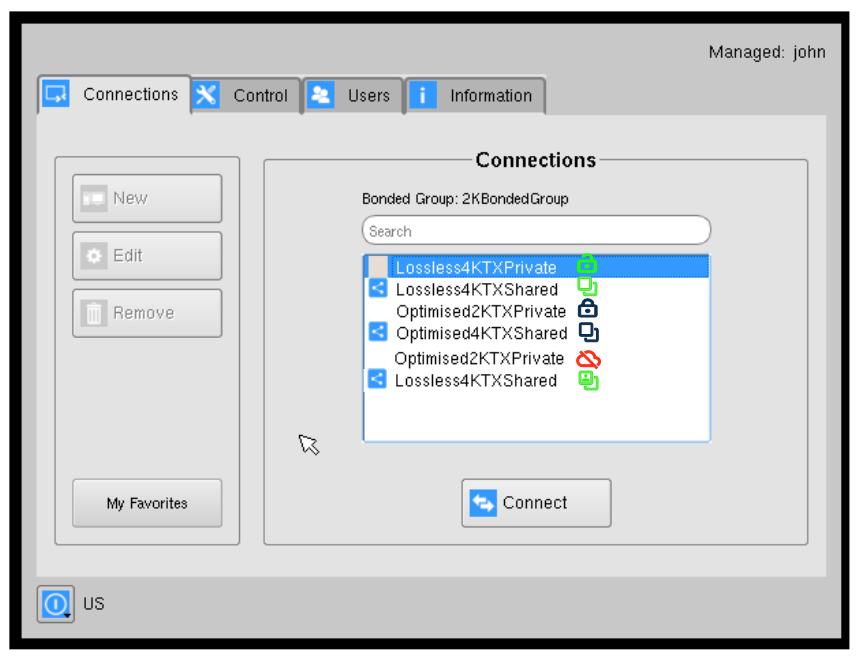 Managed: john
Connections
Control
Users
Information
New
Edit
Remove
My Favorites
Connections
Bonded Group: 2KBondedGroup
Search
Lossless4KTXPrivate
Lossless4KTXShared
Optimised2KTXPrivate
Optimised4KTXShared
Optimised2KTXPrivate
Lossless4KTXShared
Connect
US